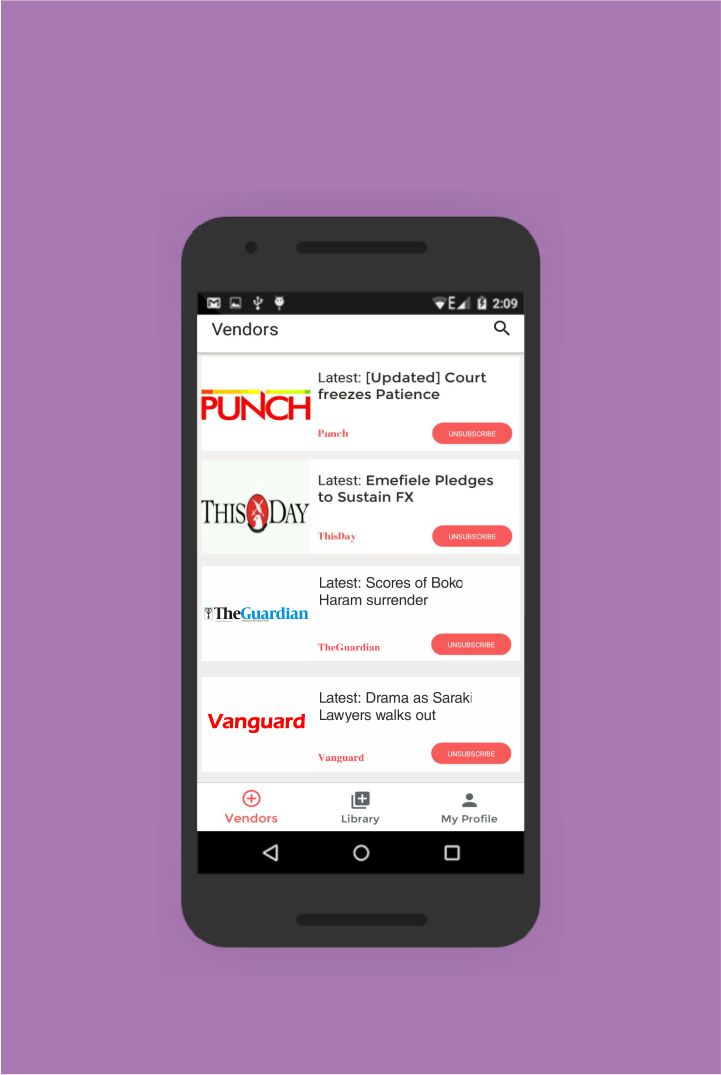 E
2:09
Vendors
Latest: [Updated] Court
freezes Patience
PUNCH
Punch
UNSUBSCRIBE
Latest: Emefiele Pledges
to Sustain FX
THISDAY
ThisDay
UNSUBSCRIBE
Latest: Scores of Boko
Haram surrender
TheGuardian
TheGuardian
UNSUBSCRIBE
Latest: Drama as Saraki
Lawyers walks out
Vanguard
Vanguard
UNSUBSCRIBE
Vendors
Library
My Profile